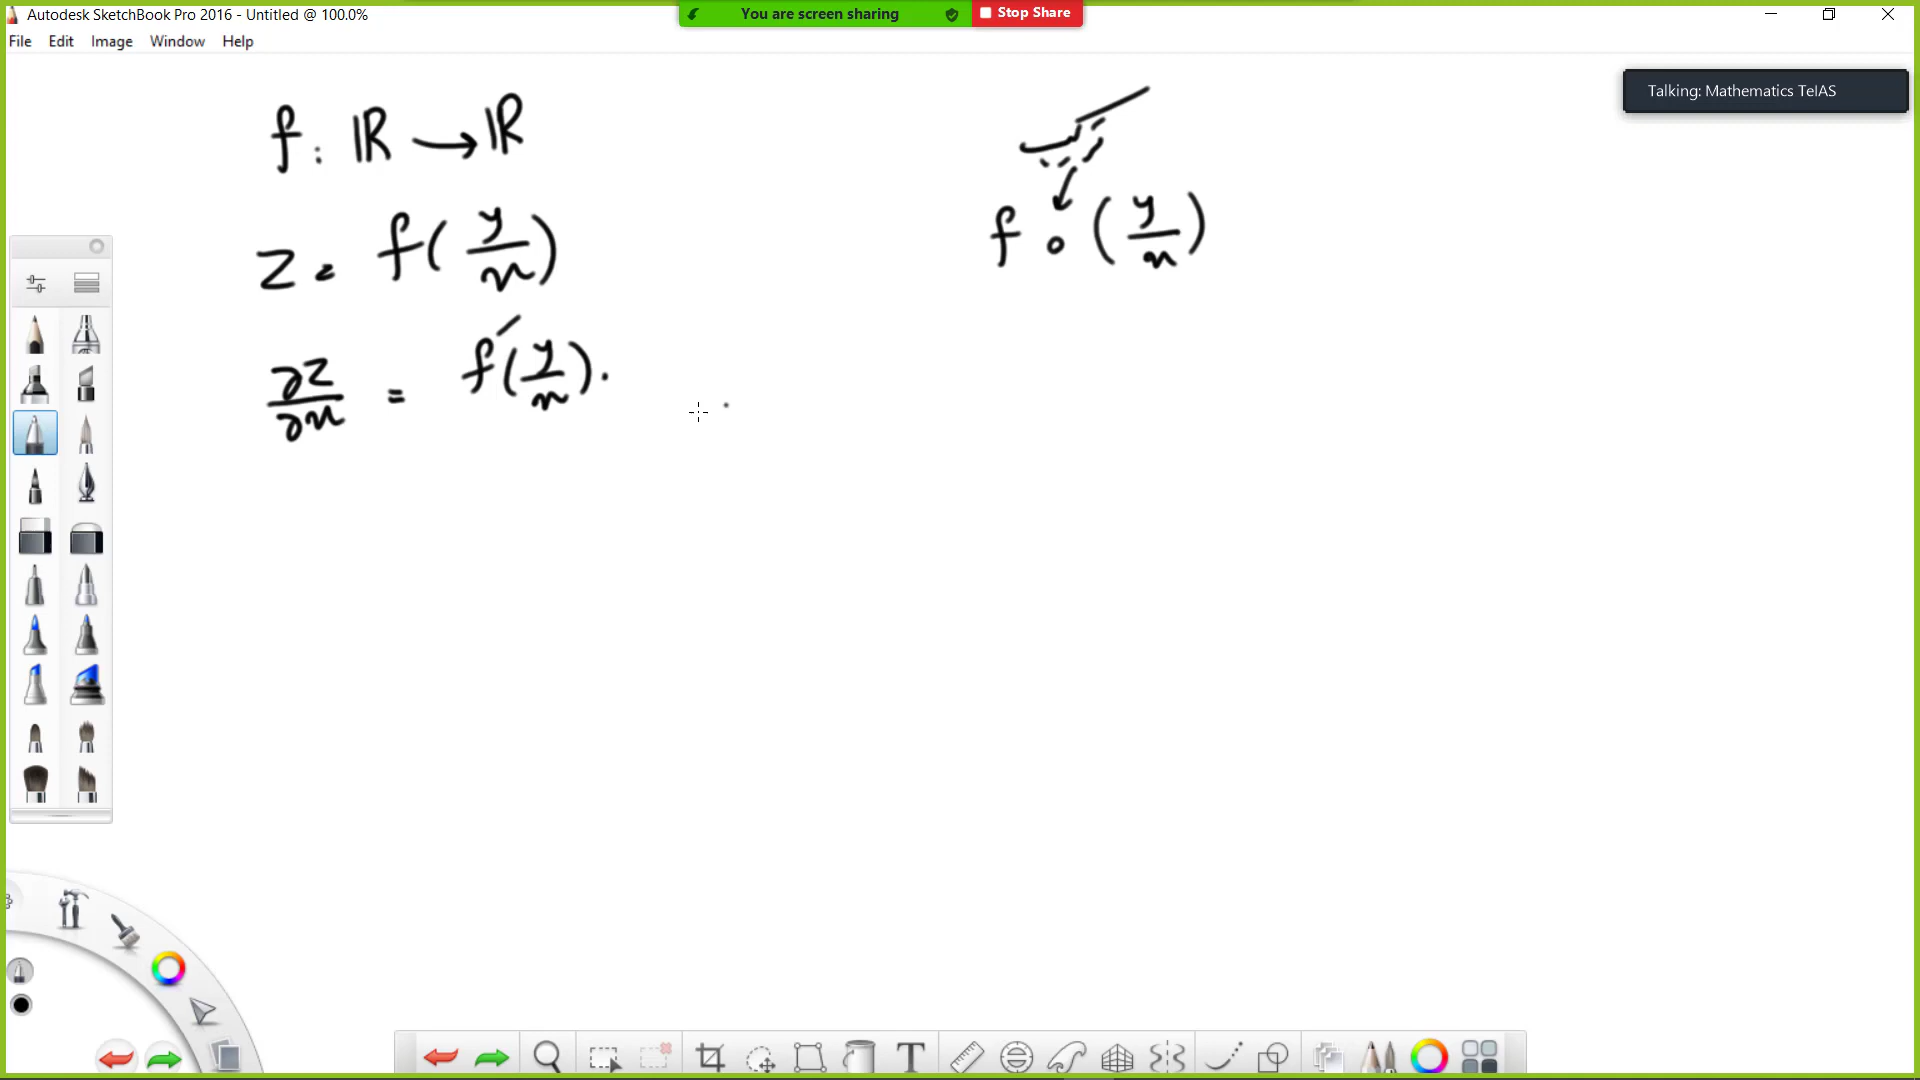 Autodesk SketchBook Pro 2016 - Untitled @ 100.0%
You are screen sharing
Stop Share
File Edit Image Window Help
Talking: Mathematics TeIAS
f: ℝ → ℝ
z = f(y/x)
f ∘ (y/x)
∂z/∂x = f′(y/x) ·
T